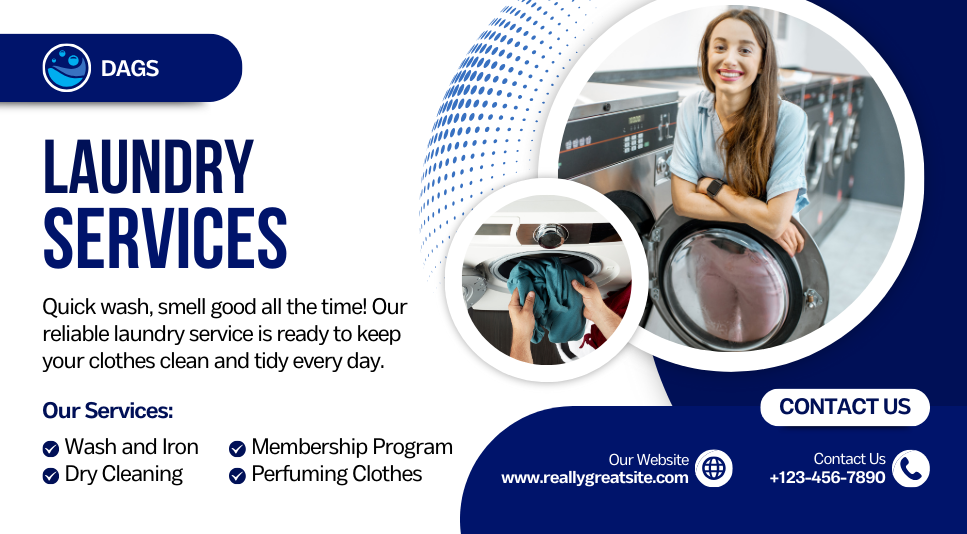 DAGS
LAUNDRY
SERVICES
Quick wash, smell good all the time! Our
reliable laundry service is ready to keep
your clothes clean and tidy every day.
Our Services:
Wash and Iron
Dry Cleaning
Membership Program
Perfuming Clothes
CONTACT US
Our Website
www.reallygreatsite.com
Contact Us
+123-456-7890